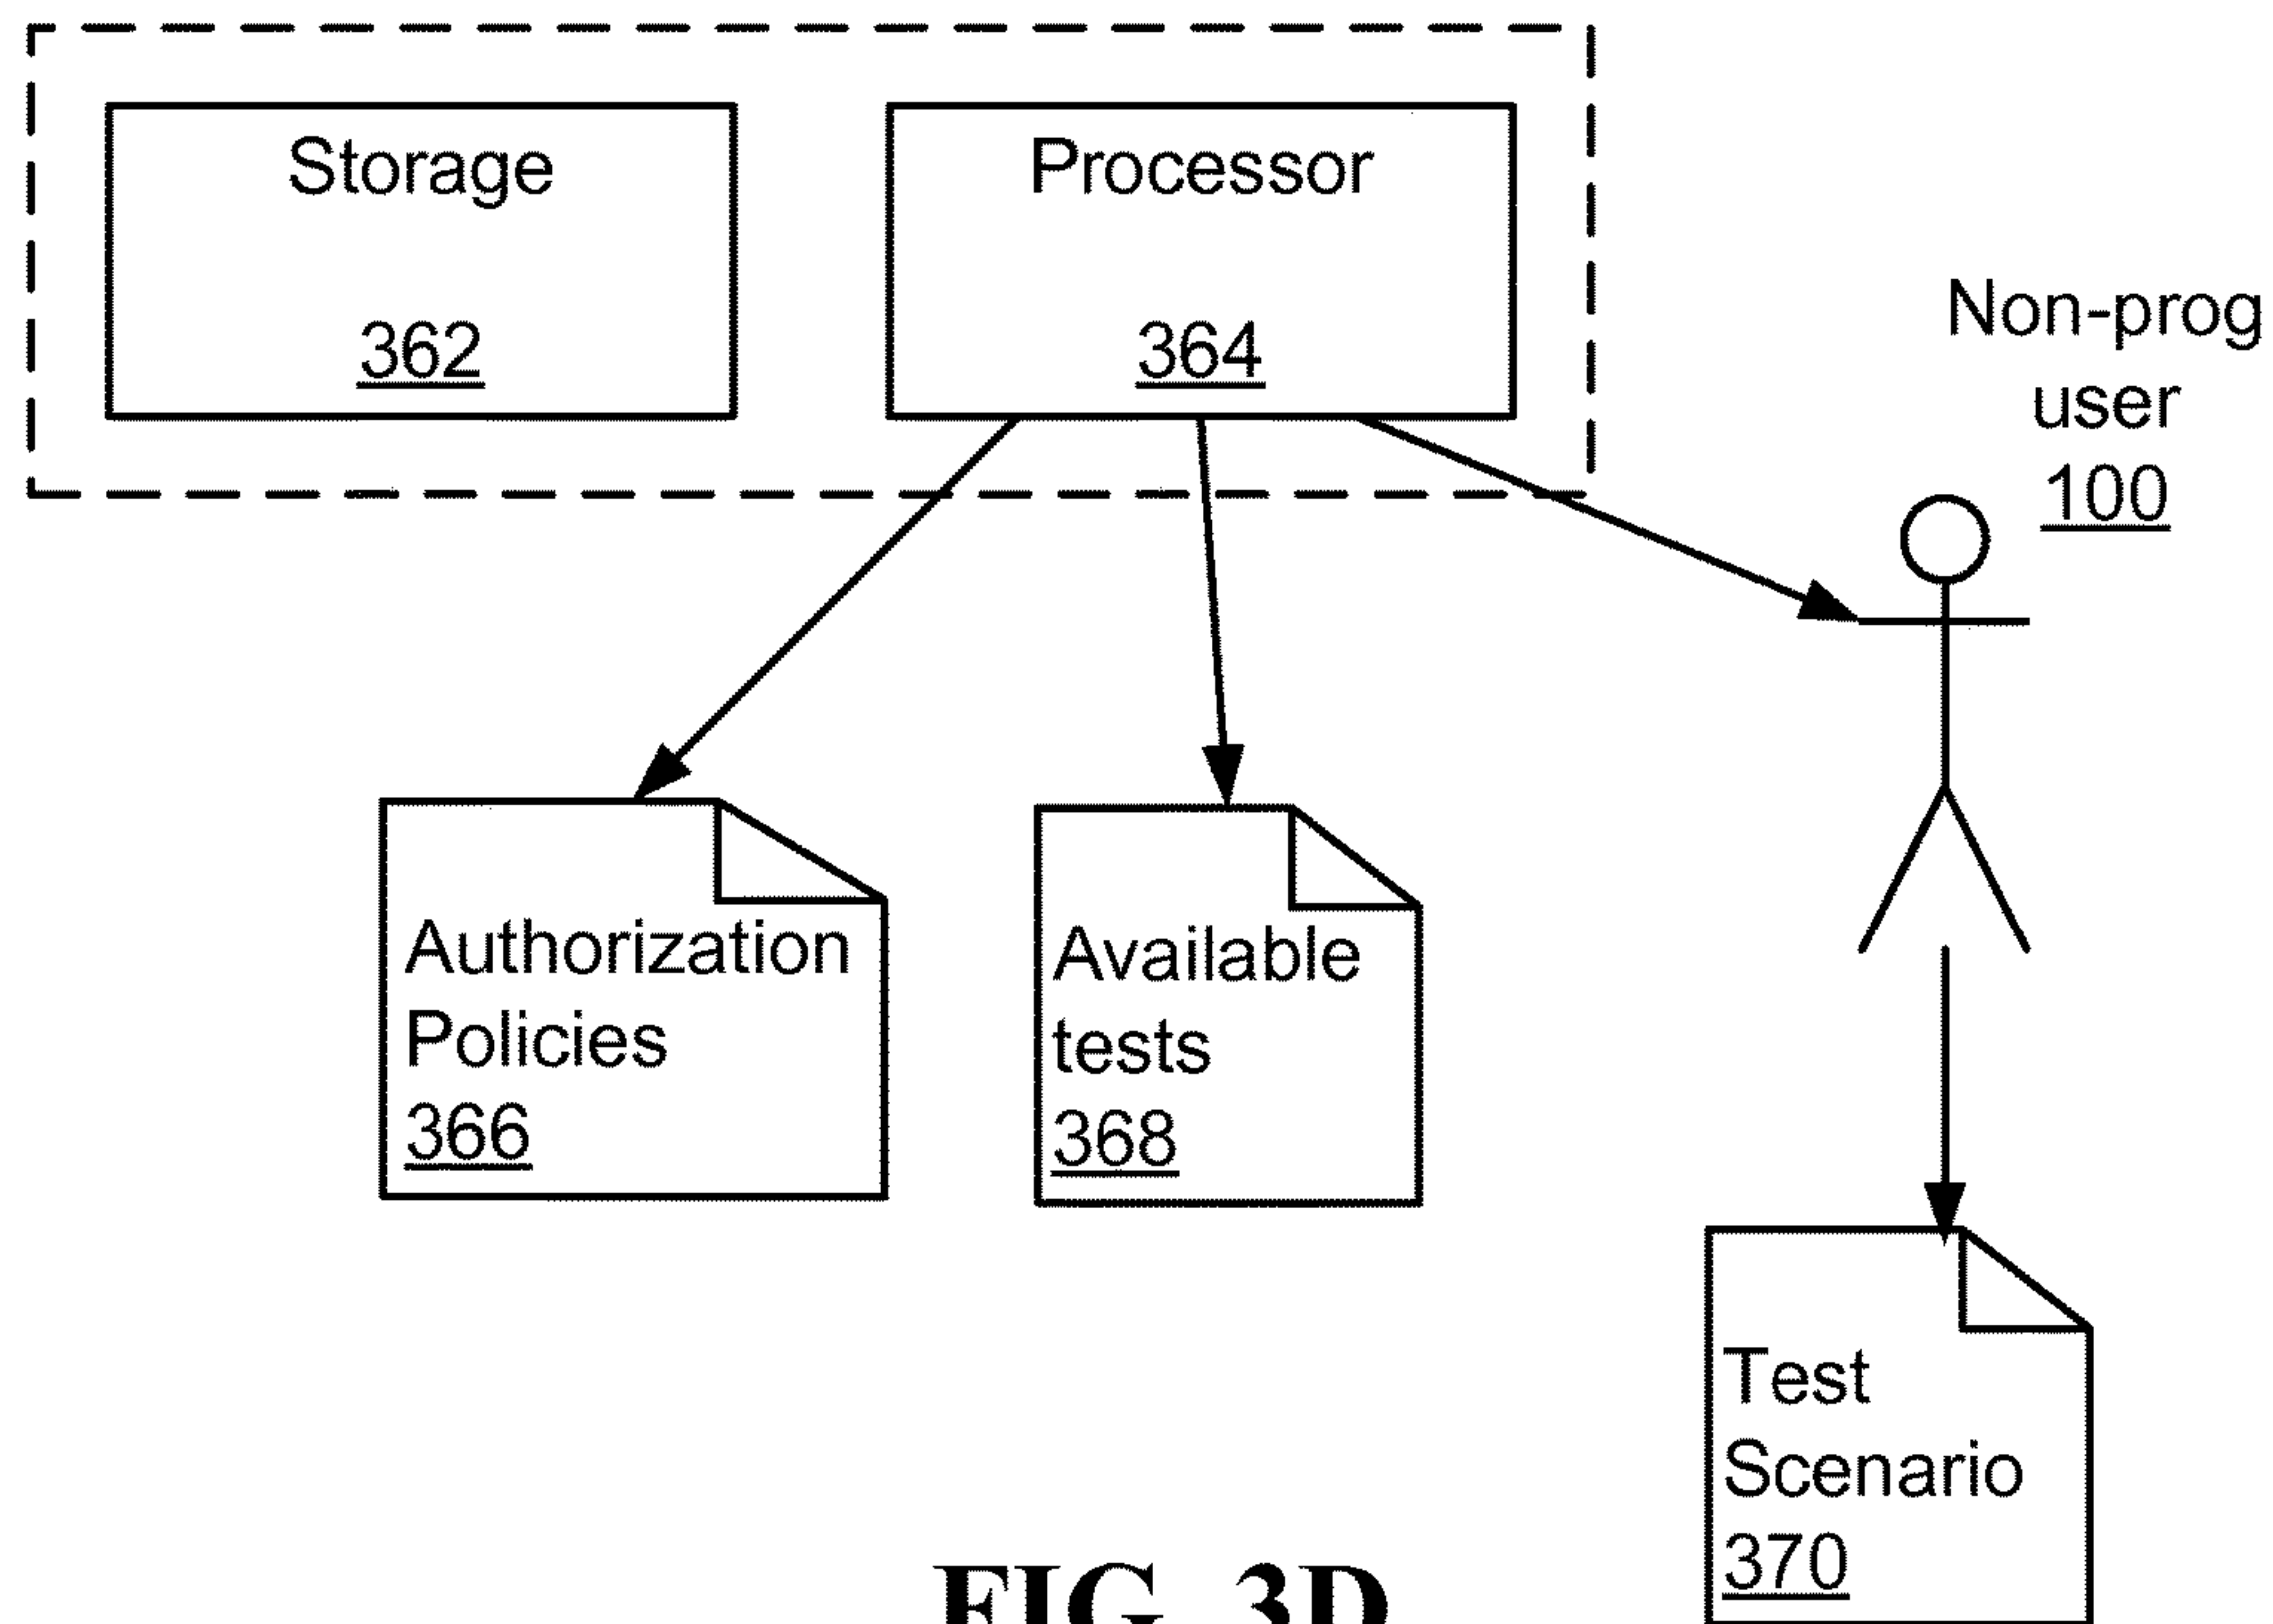 Storage
362
Processor
364
Non-prog
user
100
Authorization
Policies
366
Available
tests
368
Test
Scenario
370
FIG. 3D